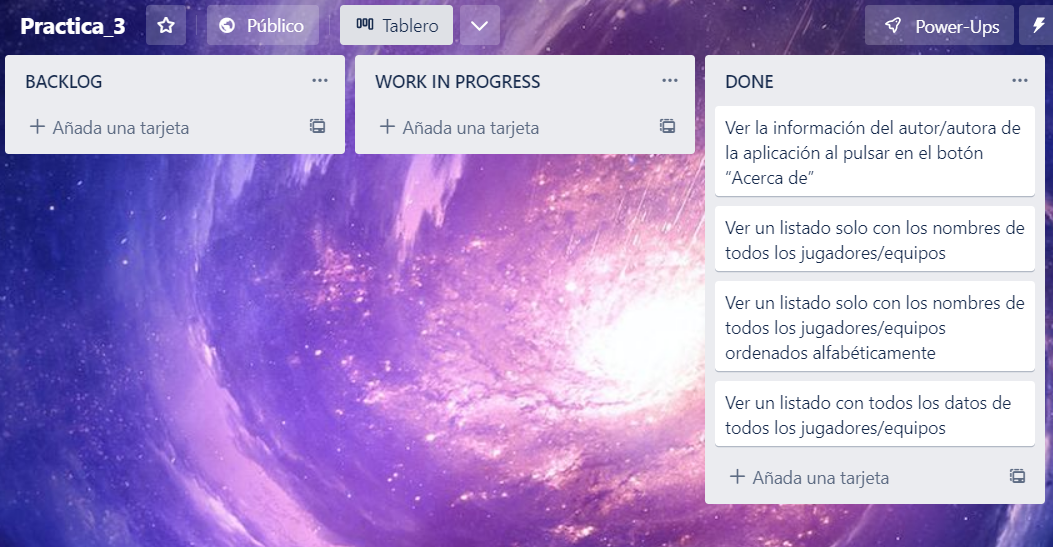 Practica_3
Público
Tablero
Power-Ups
BACKLOG
Añada una tarjeta
WORK IN PROGRESS
Añada una tarjeta
DONE
Ver la información del autor/autora de
la aplicación al pulsar en el botón
“Acerca de”
Ver un listado solo con los nombres de
todos los jugadores/equipos
Ver un listado solo con los nombres de
todos los jugadores/equipos
ordenados alfabéticamente
Ver un listado con todos los datos de
todos los jugadores/equipos
Añada una tarjeta